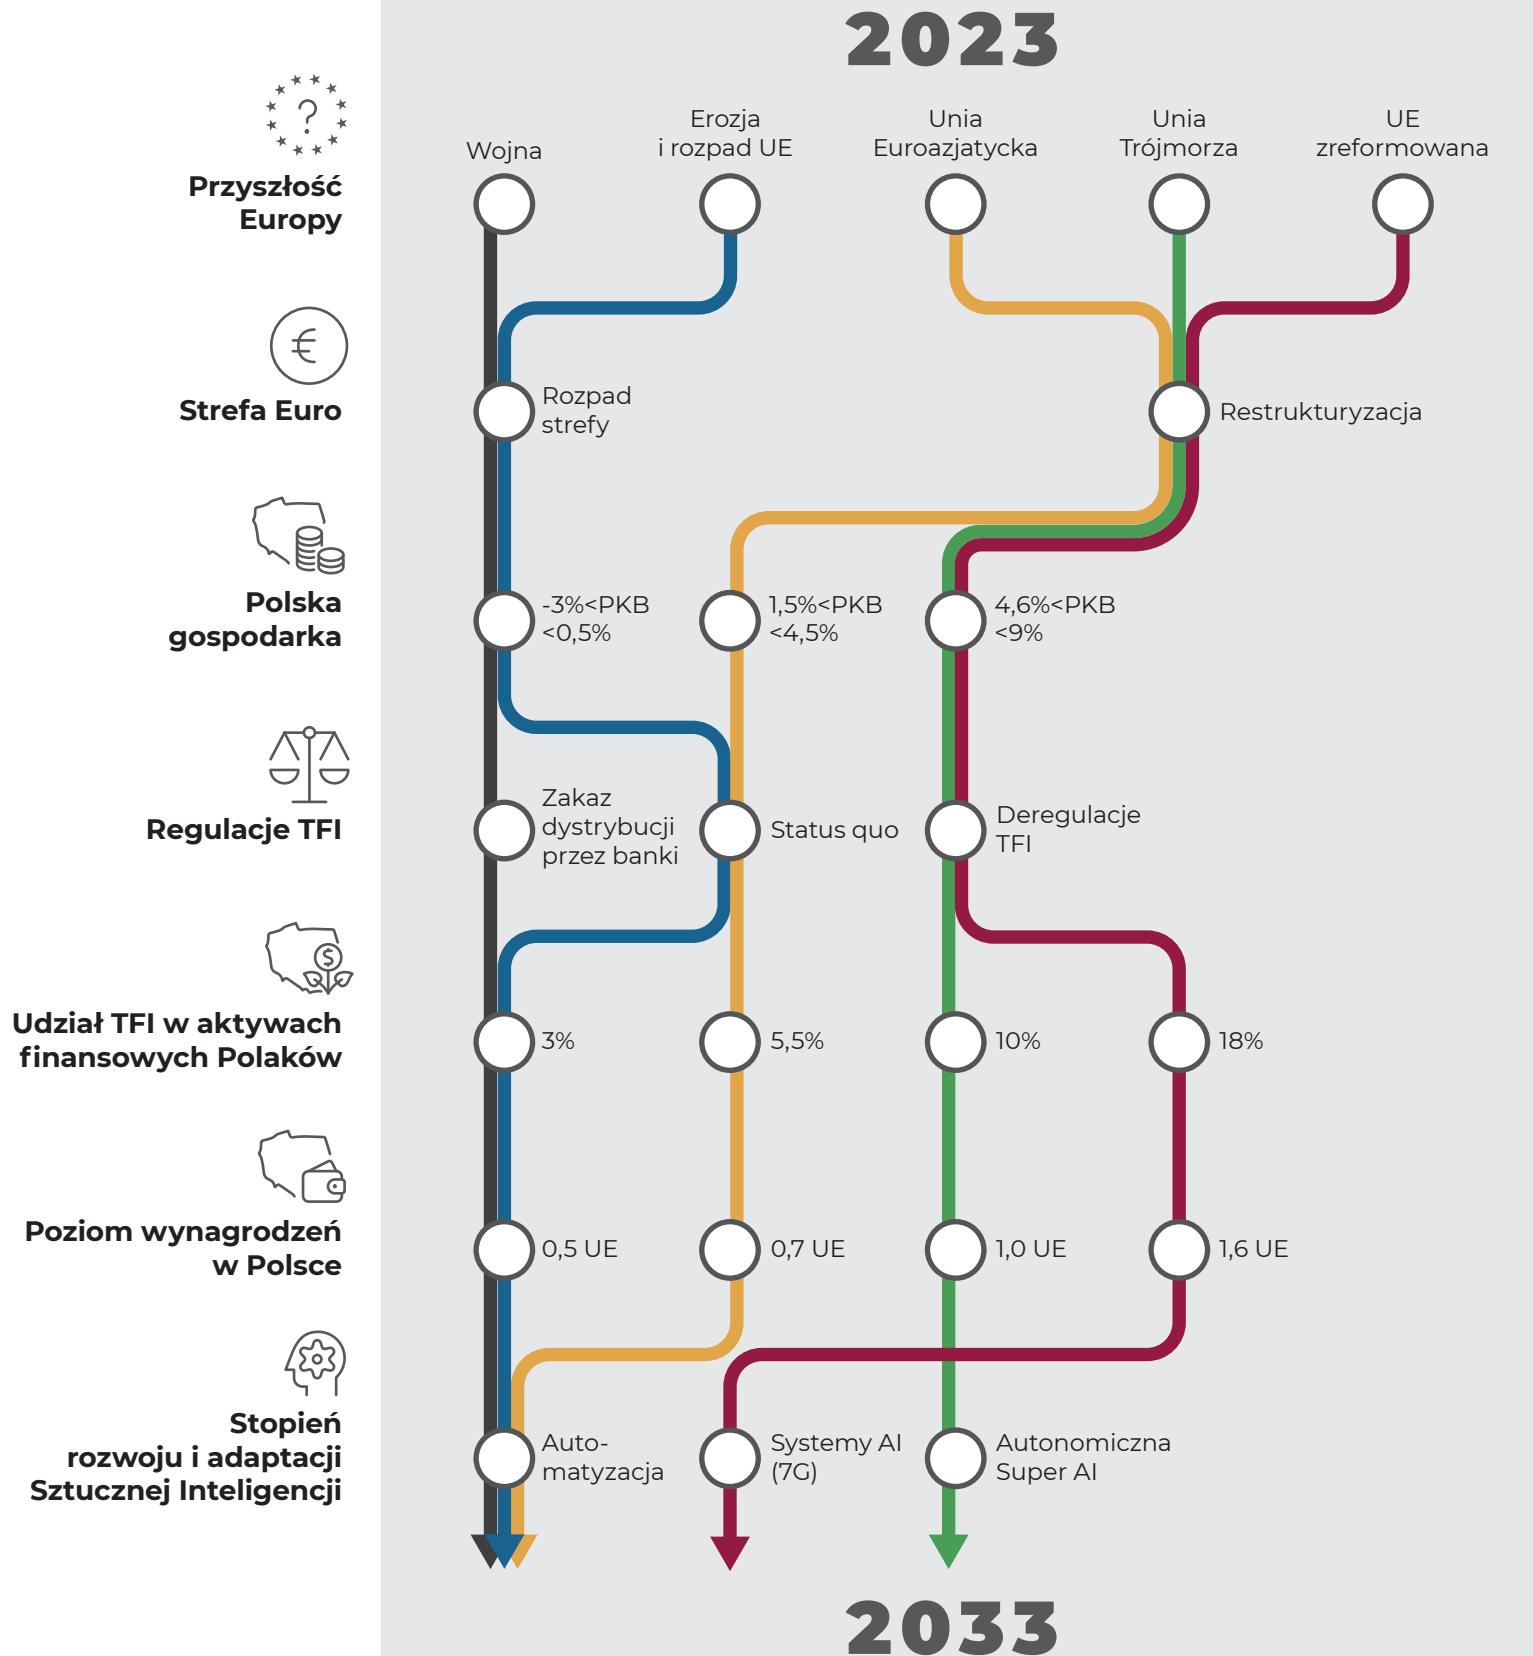 2023
?
Przyszłość
Europy
Wojna
Erozja
i rozpad UE
Unia
Euroazjatycka
Unia
Trójmorza
UE
zreformowana
€
Strefa Euro
Rozpad
strefy
Restrukturyzacja
Polska
gospodarka
-3%<PKB
<0,5%
1,5%<PKB
<4,5%
4,6%<PKB
<9%
Regulacje TFI
Zakaz
dystrybucji
przez banki
Status quo
Deregulacje
TFI
$
Udział TFI w aktywach
finansowych Polaków
3%
5,5%
10%
18%
Poziom wynagrodzeń
w Polsce
0,5 UE
0,7 UE
1,0 UE
1,6 UE
Stopień
rozwoju i adaptacji
Sztucznej Inteligencji
Auto-
matyzacja
Systemy AI
(7G)
Autonomiczna
Super AI
2033